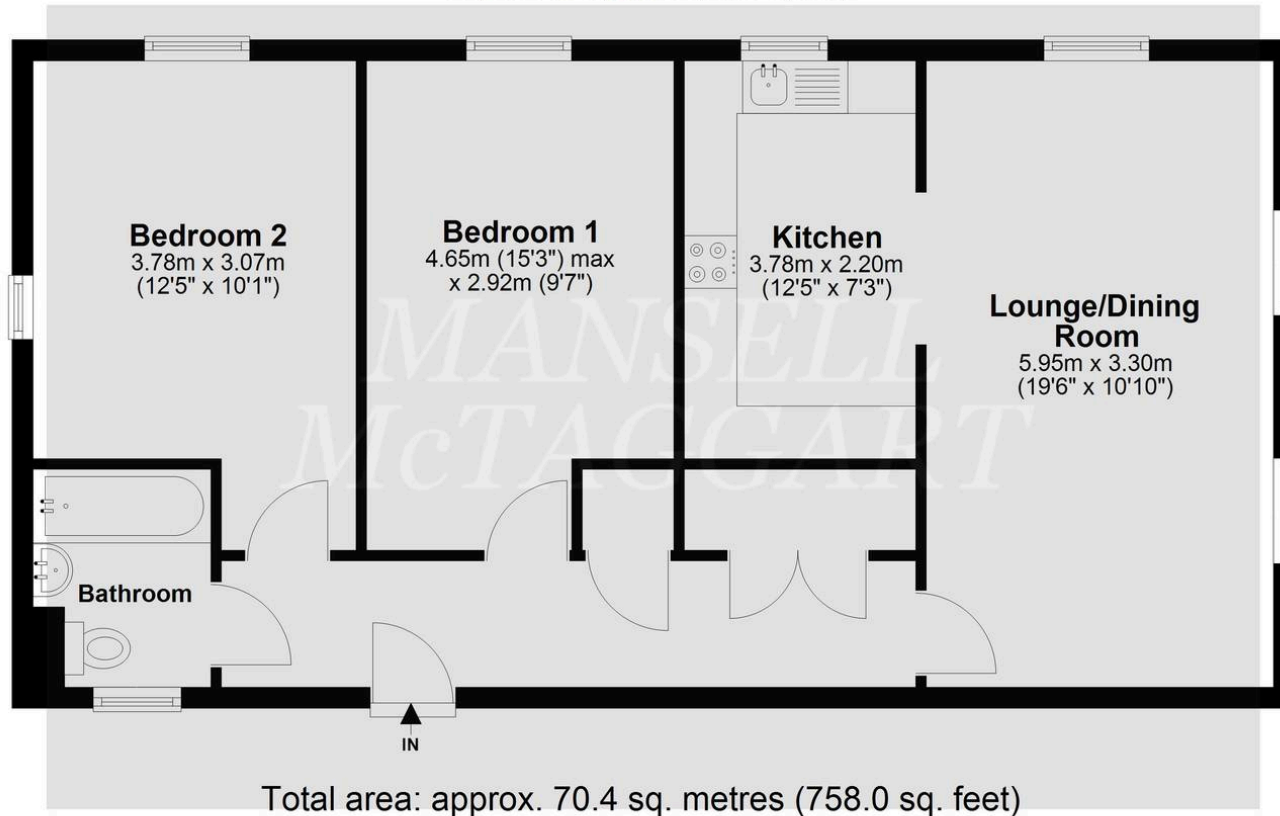 Bedroom 2
3.78m x 3.07m
(12'5" x 10'1")
Bedroom 1
4.65m (15'3") max
x 2.92m (9'7")
Kitchen
3.78m x 2.20m
(12'5" x 7'3")
Lounge/Dining
Room
5.95m x 3.30m
(19'6" x 10'10")
MANSELL
McTAGGART
Bathroom
IN
Total area: approx. 70.4 sq. metres (758.0 sq. feet)